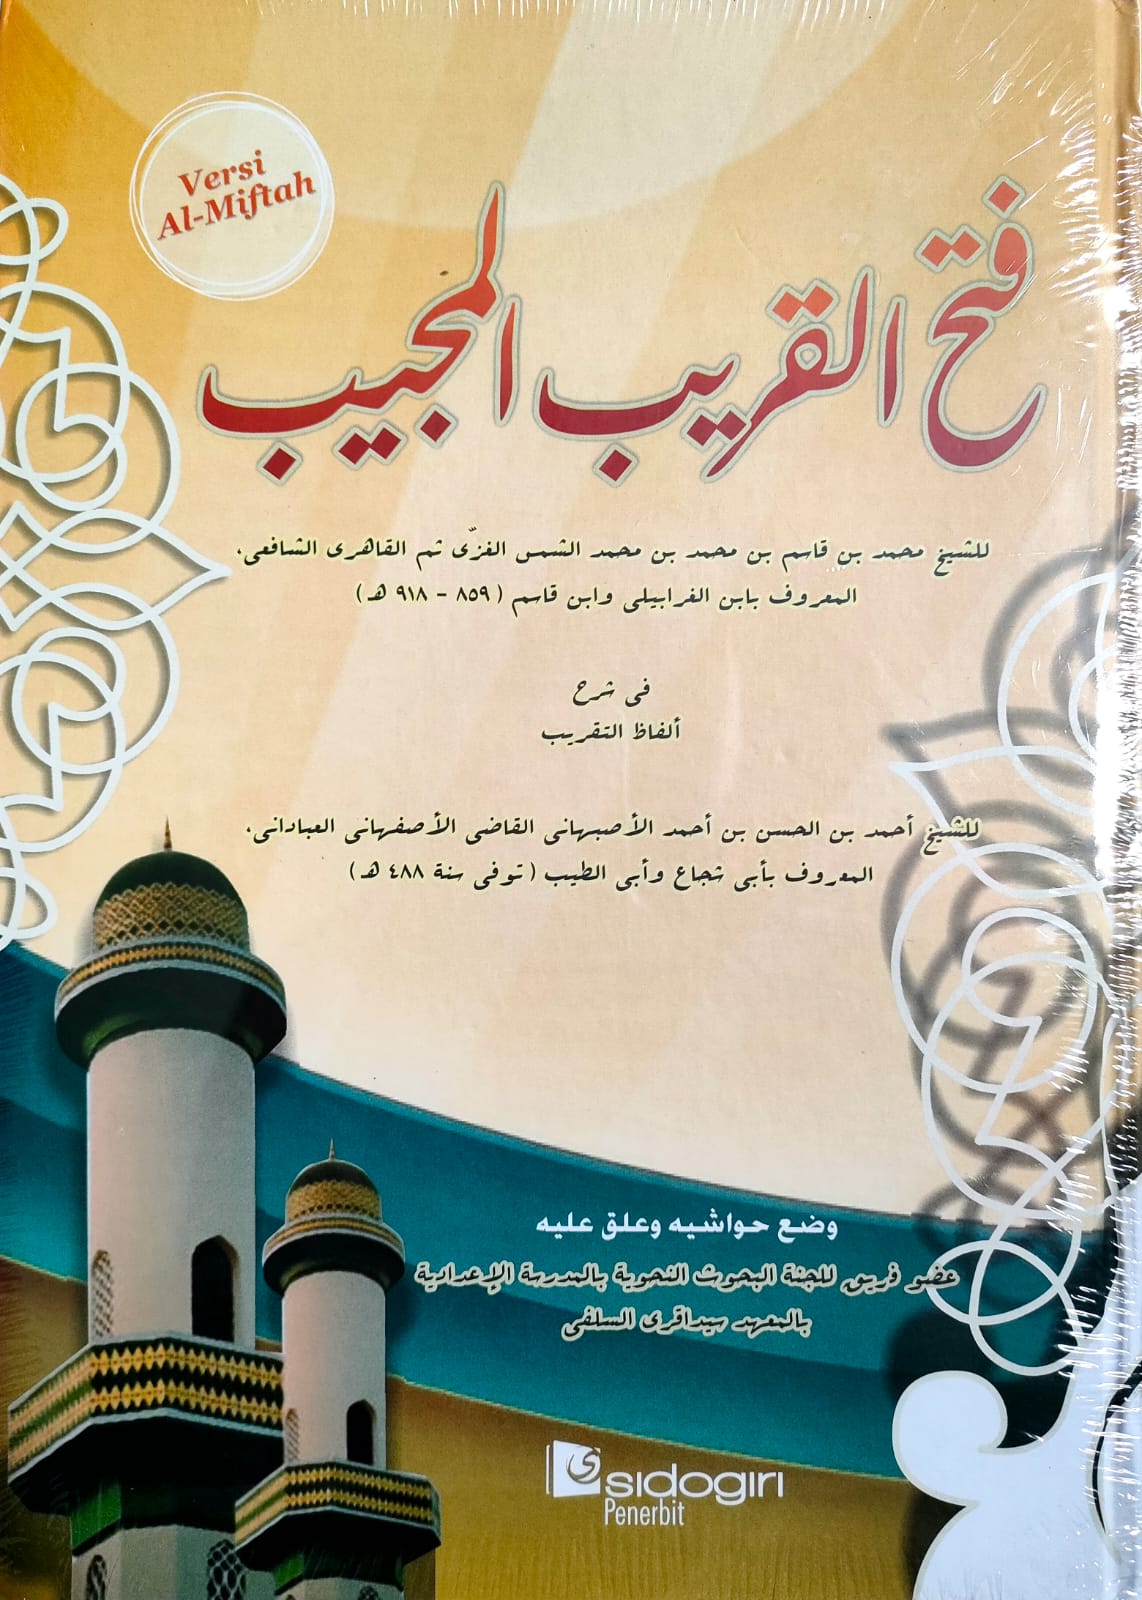 Versi
Al-Miftah
فتح القريب المجيب
للشيخ محمد بن قاسم بن محمد بن محمد الشمس الغزّى ثم القاهرى الشافعى،
المعروف بابن الغرابيلى وابن قاسم (٨٥٩ - ٩١٨ هـ)
فى شرح
ألفاظ التقريب
للشيخ أحمد بن الحسن بن أحمد الأصبهانى القاضى الأصفهانى العبادانى،
المعروف بأبى شجاع وأبى الطيب (توفى سنة ٤٨٨ هـ)
وضع حواشيه وعلق عليه
عضو فريق للجنة البحوث النحوية بالمدرسة الإعدادية
بالمعهد سيداقرى السلفى
sidogiri
Penerbit